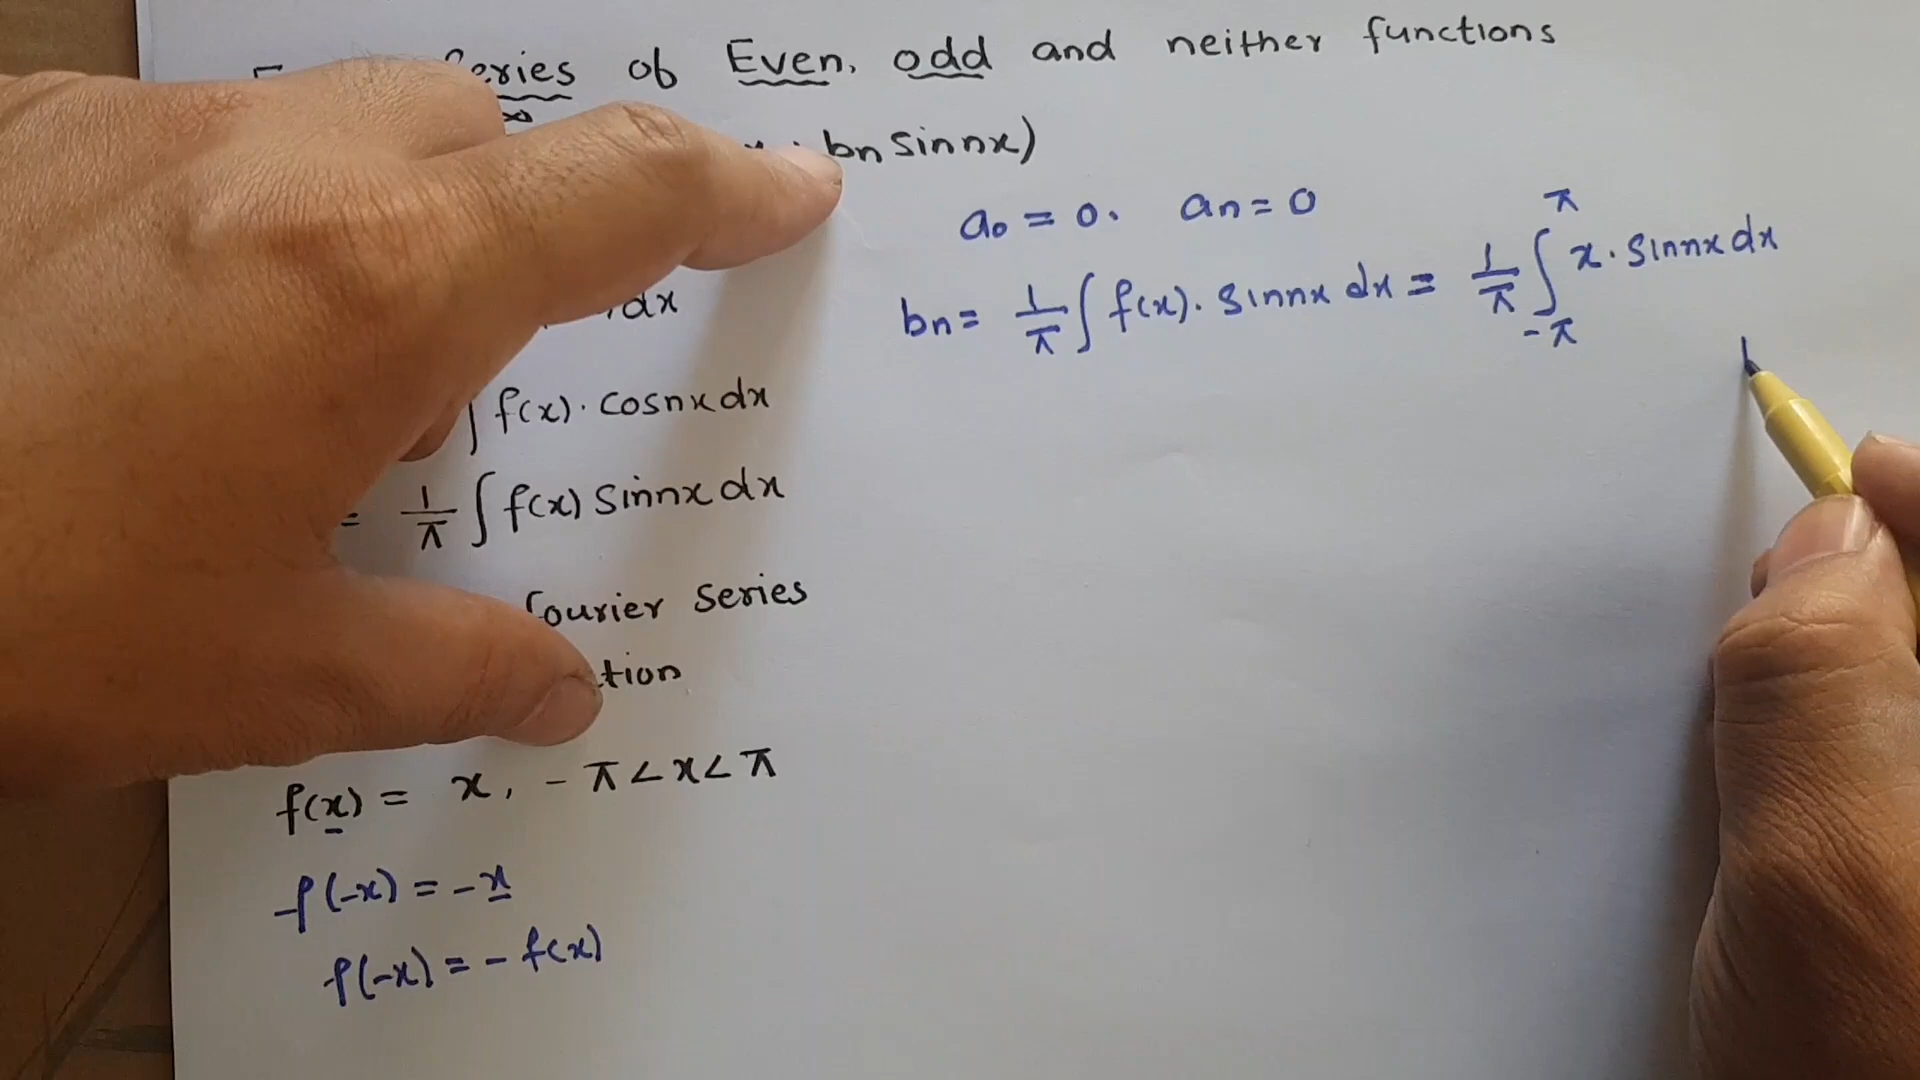 Series of Even, odd and neither functions
∞
bn sinnx)
a0 = 0. an = 0
bn = 1/π ∫ f(x). sinnx dx = 1/π ∫_{-π}^{π} x. sinnx dx
dx
∫ f(x). cosnx dx
= 1/π ∫ f(x) sinnx dx
Fourier series
tion
f(x) = x, -π < x < π
f(-x) = -x
f(-x) = - f(x)